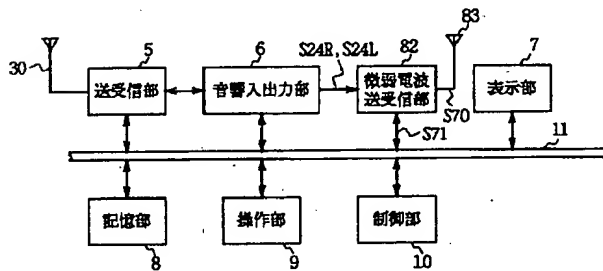 83
5
6
S24R, S24L
82
7
30
送受信部
音響入出力部
微弱電波
送受信部
表示部
S70
S71
11
記憶部
操作部
制御部
8
9
10